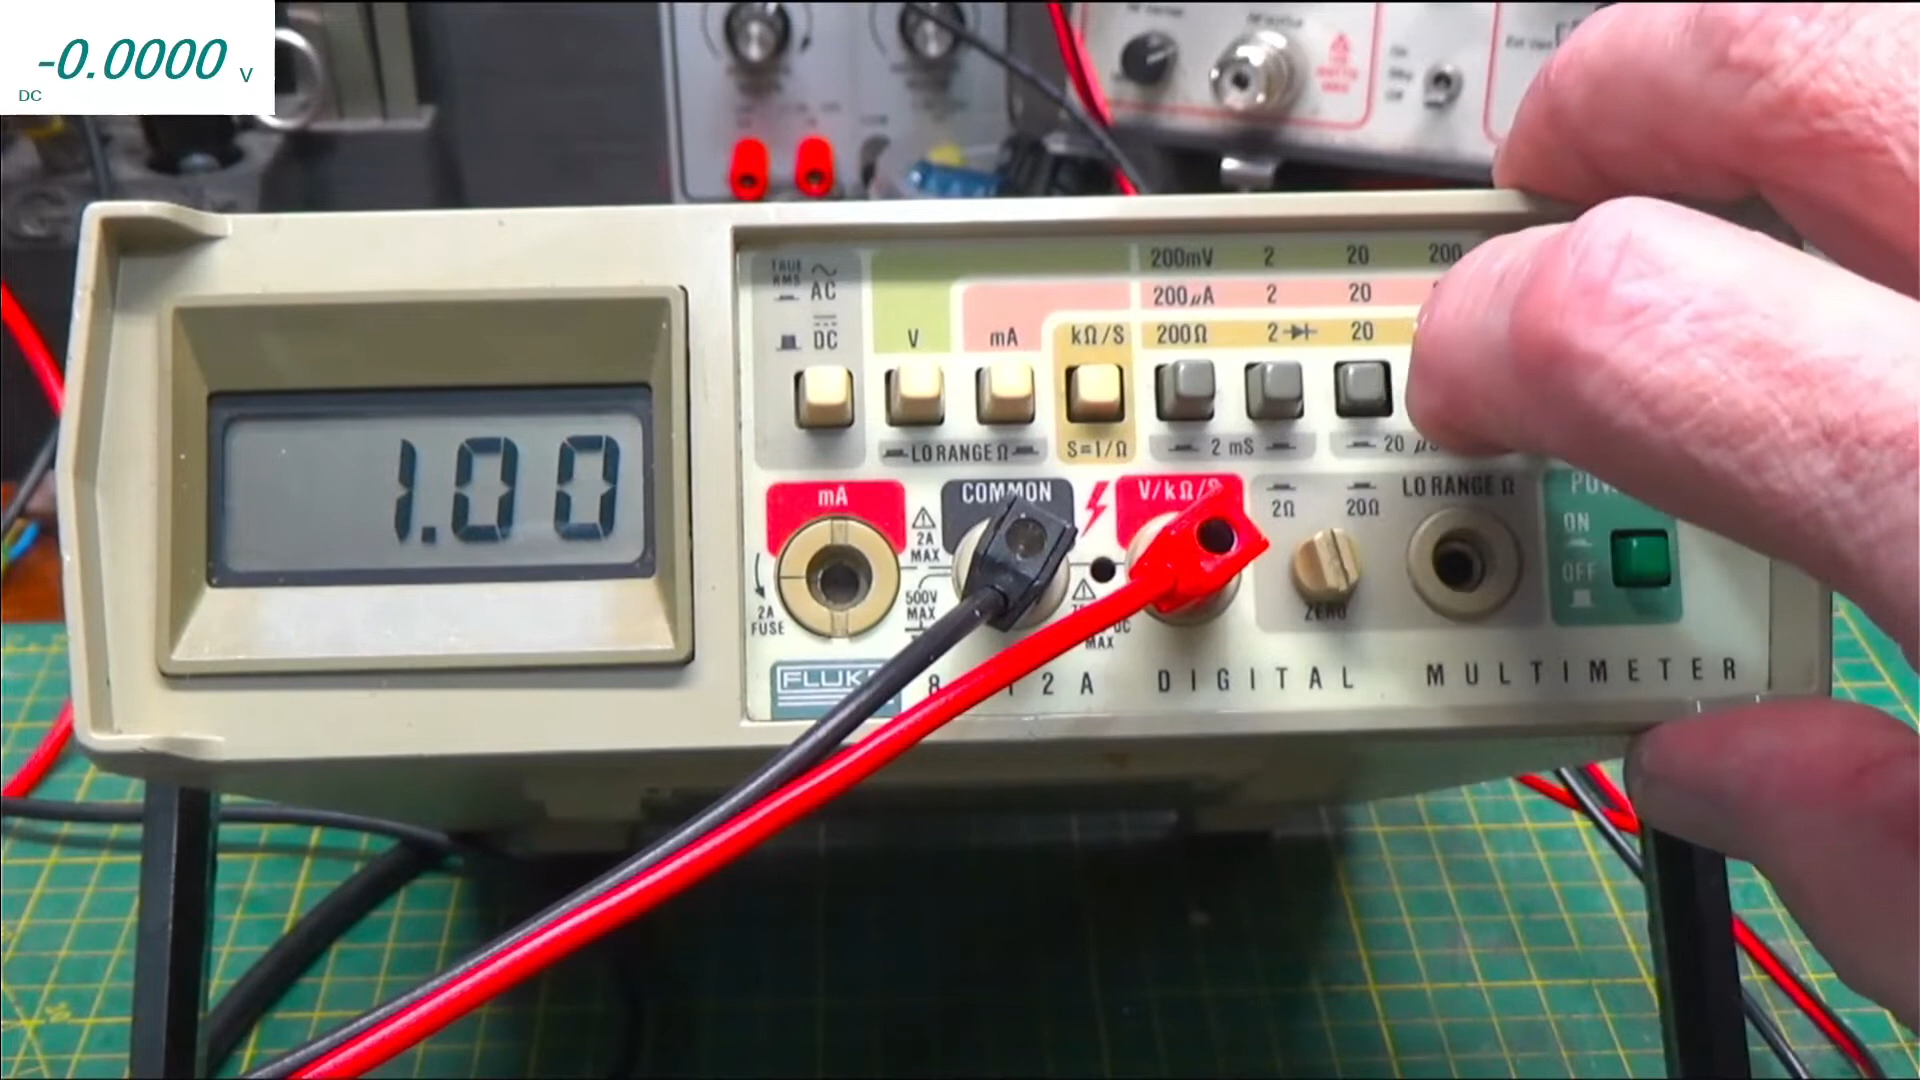 -0.0000 V
DC
TRUE
RMS
AC
DC
V
mA
kΩ/S
200mV 2 20 200
200µA 2 20
200Ω 2 20
LO RANGE Ω
S=1/Ω
2 mS
20
1.00
mA
COMMON
V/kΩ/S
2A
MAX
2Ω
20Ω
LO RANGE Ω
ON
OFF
2A
FUSE
500V
MAX
DC
MAX
ZERO
FLUKE
DIGITAL MULTIMETER